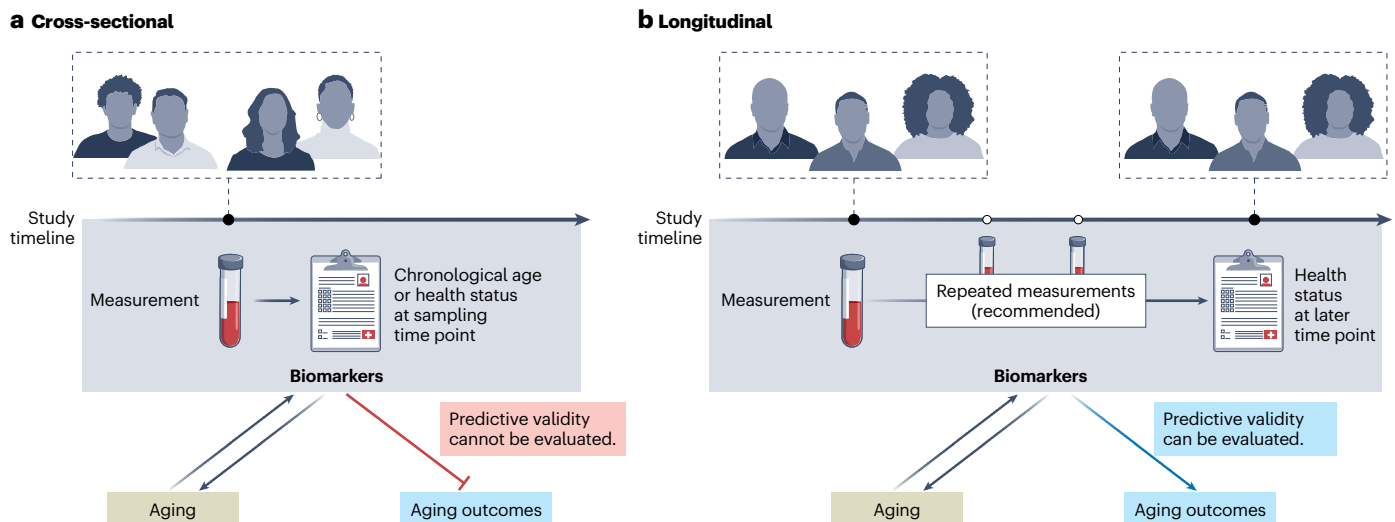 a Cross-sectional
Study
timeline
Measurement
Chronological age
or health status
at sampling
time point
Biomarkers
Predictive validity
cannot be evaluated.
Aging
Aging outcomes
b Longitudinal
Study
timeline
Measurement
Repeated measurements
(recommended)
Health
status
at later
time point
Biomarkers
Predictive validity
can be evaluated.
Aging
Aging outcomes